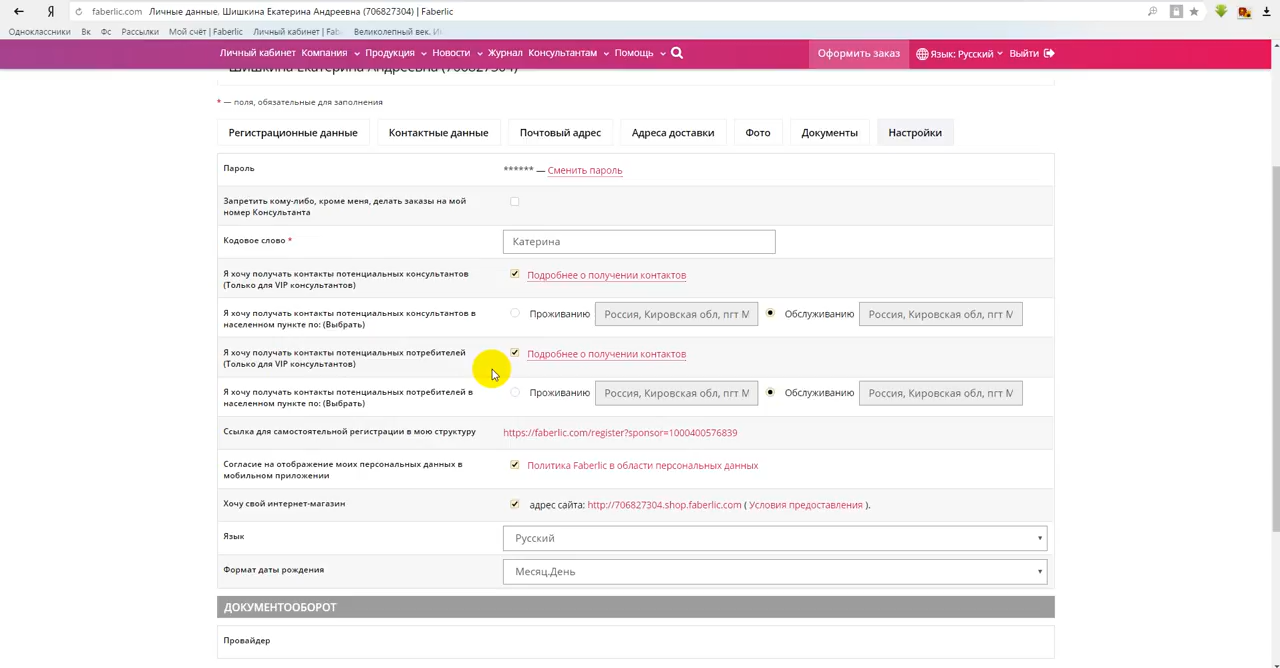 Я faberlic.com Личные данные, Шишкина Екатерина Андреевна (706827304) | Faberlic
Одноклассники Вк Фс Рассылки Мой счёт | Faberlic Личный кабинет | Fab Великолепный век. И
Личный кабинет Компания Продукция Новости Журнал Консультантам Помощь Оформить заказ Язык: Русский Выйти
Шишкина Екатерина Андреевна (706827304)
* — поля, обязательные для заполнения
Регистрационные данные Контактные данные Почтовый адрес Адреса доставки Фото Документы Настройки
Пароль ****** — Сменить пароль
Запретить кому-либо, кроме меня, делать заказы на мой
номер Консультанта
Кодовое слово * Катерина
Я хочу получать контакты потенциальных консультантов
(Только для VIP консультантов) Подробнее о получении контактов
Я хочу получать контакты потенциальных консультантов в
населенном пункте по: (Выбрать) Проживанию Россия, Кировская обл, пгт М Обслуживанию Россия, Кировская обл, пгт М
Я хочу получать контакты потенциальных потребителей
(Только для VIP консультантов) Подробнее о получении контактов
Я хочу получать контакты потенциальных потребителей в
населенном пункте по: (Выбрать) Проживанию Россия, Кировская обл, пгт М Обслуживанию Россия, Кировская обл, пгт М
Ссылка для самостоятельной регистрации в мою структуру https://faberlic.com/register?sponsor=1000400576839
Согласие на отображение моих персональных данных в
мобильном приложении Политика Faberlic в области персональных данных
Хочу свой интернет-магазин адрес сайта: http://706827304.shop.faberlic.com ( Условия предоставления ).
Язык Русский
Формат даты рождения Месяц.День
ДОКУМЕНТООБОРОТ
Провайдер